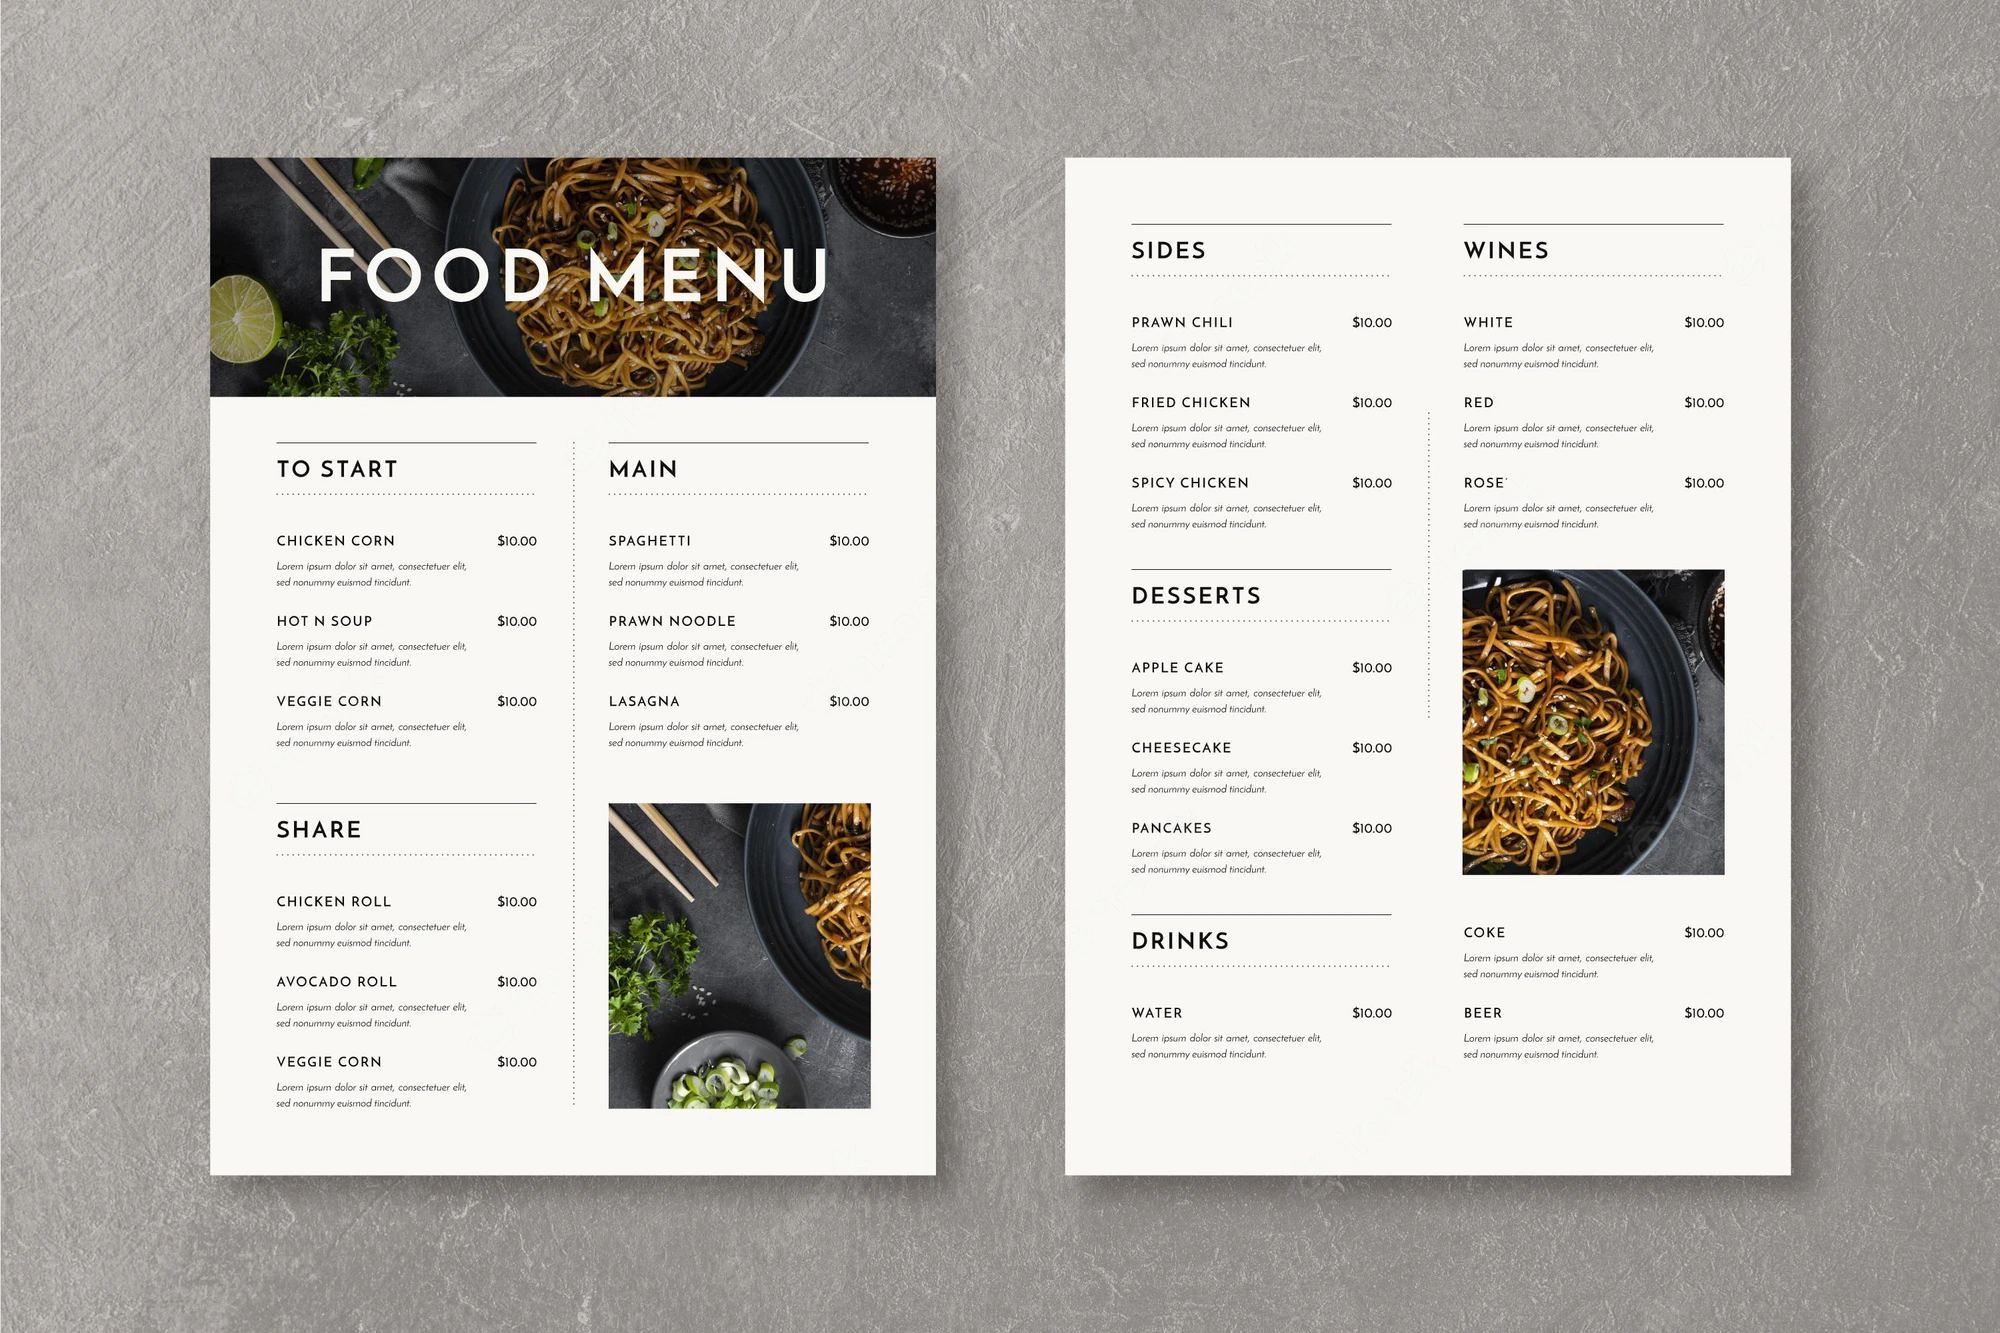 FOOD MENU
TO START
CHICKEN CORN $10.00
Lorem ipsum dolor sit amet, consectetuer elit,
sed nonummy euismod tincidunt.
HOT N SOUP $10.00
Lorem ipsum dolor sit amet, consectetuer elit,
sed nonummy euismod tincidunt.
VEGGIE CORN $10.00
Lorem ipsum dolor sit amet, consectetuer elit,
sed nonummy euismod tincidunt.
SHARE
CHICKEN ROLL $10.00
Lorem ipsum dolor sit amet, consectetuer elit,
sed nonummy euismod tincidunt.
AVOCADO ROLL $10.00
Lorem ipsum dolor sit amet, consectetuer elit,
sed nonummy euismod tincidunt.
VEGGIE CORN $10.00
Lorem ipsum dolor sit amet, consectetuer elit,
sed nonummy euismod tincidunt.
MAIN
SPAGHETTI $10.00
Lorem ipsum dolor sit amet, consectetuer elit,
sed nonummy euismod tincidunt.
PRAWN NOODLE $10.00
Lorem ipsum dolor sit amet, consectetuer elit,
sed nonummy euismod tincidunt.
LASAGNA $10.00
Lorem ipsum dolor sit amet, consectetuer elit,
sed nonummy euismod tincidunt.
SIDES
PRAWN CHILI $10.00
Lorem ipsum dolor sit amet, consectetuer elit,
sed nonummy euismod tincidunt.
FRIED CHICKEN $10.00
Lorem ipsum dolor sit amet, consectetuer elit,
sed nonummy euismod tincidunt.
SPICY CHICKEN $10.00
Lorem ipsum dolor sit amet, consectetuer elit,
sed nonummy euismod tincidunt.
DESSERTS
APPLE CAKE $10.00
Lorem ipsum dolor sit amet, consectetuer elit,
sed nonummy euismod tincidunt.
CHEESECAKE $10.00
Lorem ipsum dolor sit amet, consectetuer elit,
sed nonummy euismod tincidunt.
PANCAKES $10.00
Lorem ipsum dolor sit amet, consectetuer elit,
sed nonummy euismod tincidunt.
WINES
WHITE $10.00
Lorem ipsum dolor sit amet, consectetuer elit,
sed nonummy euismod tincidunt.
RED $10.00
Lorem ipsum dolor sit amet, consectetuer elit,
sed nonummy euismod tincidunt.
ROSE' $10.00
Lorem ipsum dolor sit amet, consectetuer elit,
sed nonummy euismod tincidunt.
DRINKS
WATER $10.00
Lorem ipsum dolor sit amet, consectetuer elit,
sed nonummy euismod tincidunt.
COKE $10.00
Lorem ipsum dolor sit amet, consectetuer elit,
sed nonummy euismod tincidunt.
BEER $10.00
Lorem ipsum dolor sit amet, consectetuer elit,
sed nonummy euismod tincidunt.